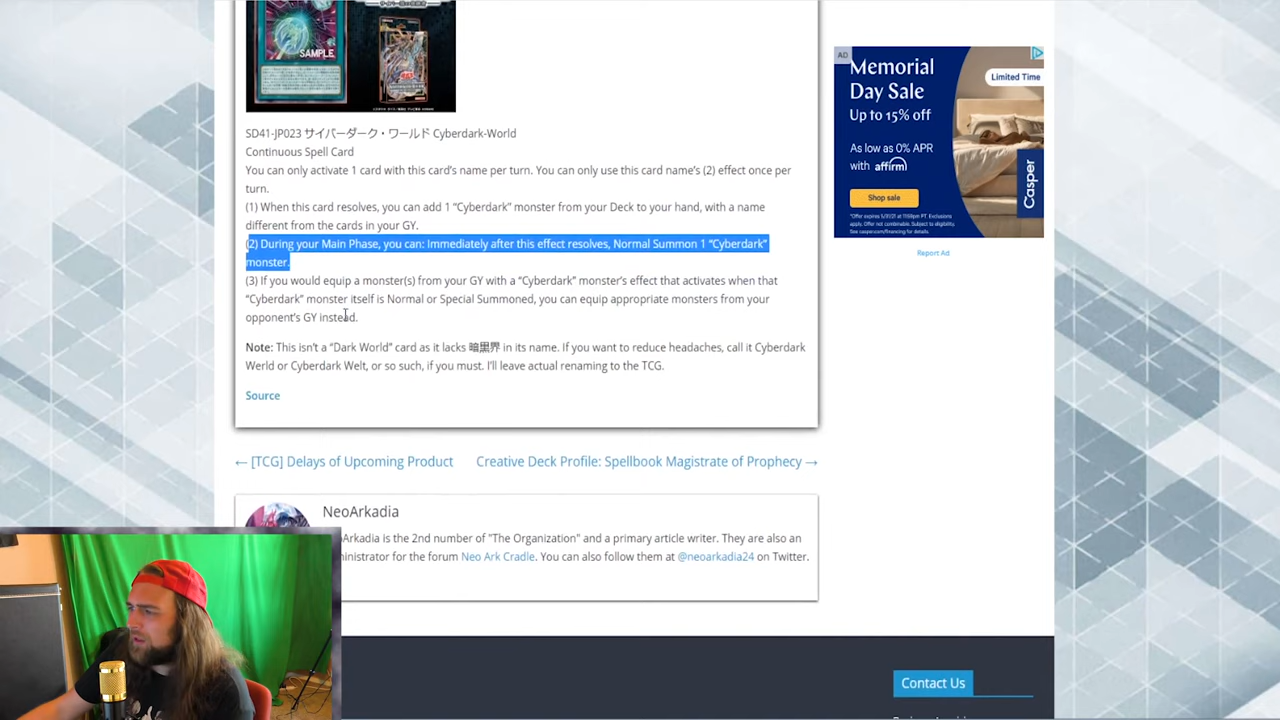 SAMPLE
SD41-JP023 サイバーダーク・ワールド Cyberdark-World
Continuous Spell Card
You can only activate 1 card with this card's name per turn. You can only use this card name's (2) effect once per
turn.
(1) When this card resolves, you can add 1 “Cyberdark” monster from your Deck to your hand, with a name
different from the cards in your GY.
(2) During your Main Phase, you can: Immediately after this effect resolves, Normal Summon 1 “Cyberdark”
monster.
(3) If you would equip a monster(s) from your GY with a “Cyberdark” monster's effect that activates when that
“Cyberdark” monster itself is Normal or Special Summoned, you can equip appropriate monsters from your
opponent's GY instead.
Note: This isn't a “Dark World” card as it lacks 暗黒界 in its name. If you want to reduce headaches, call it Cyberdark
Werld or Cyberdark Welt, or so such, if you must. I'll leave actual renaming to the TCG.
Source
← [TCG] Delays of Upcoming Product
Creative Deck Profile: Spellbook Magistrate of Prophecy →
NeoArkadia
Arkadia is the 2nd number of "The Organization" and a primary article writer. They are also an
ministrator for the forum Neo Ark Cradle. You can also follow them at @neoarkadia24 on Twitter.
AD
Memorial
Day Sale
Up to 15% off
Limited Time
As low as 0% APR
with affirm
Shop sale
Casper
Report Ad
Contact Us